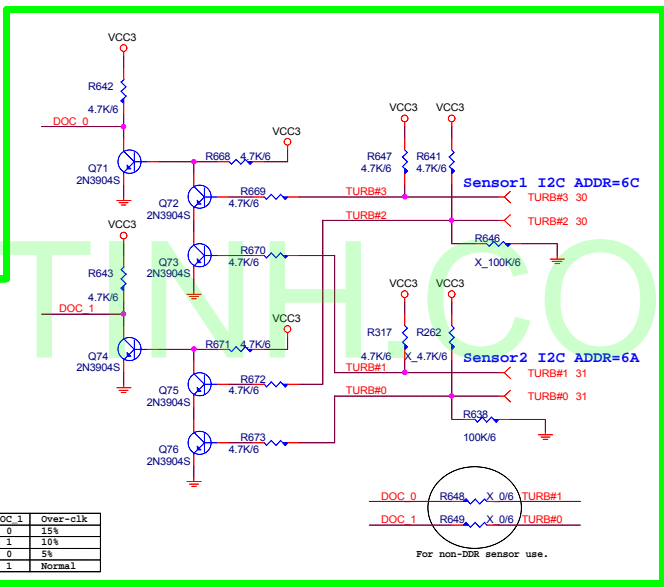 VCC3
R642
4.7K/6
DOC_0
Q71
2N3904S
R668 4.7K/6
VCC3
Q72
2N3904S
R669
4.7K/6
TURB#3
VCC3 VCC3
R647 R641
4.7K/6 4.7K/6
Sensor1 I2C ADDR=6C
TURB#3 30
TURB#2
TURB#2 30
R646
X_100K/6
VCC3
R643
4.7K/6
DOC_1
Q73
2N3904S
R670
4.7K/6
Q74
2N3904S
R671 4.7K/6
VCC3
VCC3 VCC3
R317 R262
4.7K/6 X_4.7K/6
Sensor2 I2C ADDR=6A
TURB#1
TURB#1 31
Q75
2N3904S
R672
4.7K/6
TURB#0
TURB#0 31
R638
100K/6
Q76
2N3904S
R673
4.7K/6
TINH.CO
DOC_0 R648 X_0/6 TURB#1
DOC_1 R649 X_0/6 TURB#0
For non-DDR sensor use.
OC_1 Over-clk
0 15%
1 10%
0 5%
1 Normal